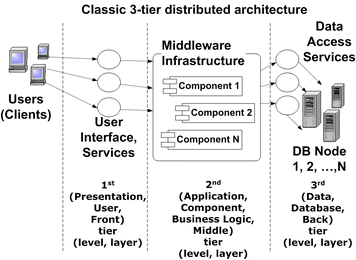 Classic 3-tier distributed architecture
Users
(Clients)
User
Interface,
Services
Middleware
Infrastructure
Component 1
Component 2
Component N
Data
Access
Services
DB Node
1, 2, …,N
1st
(Presentation,
User,
Front)
tier
(level, layer)
2nd
(Application,
Component,
Business Logic,
Middle)
tier
(level, layer)
3rd
(Data,
Database,
Back)
tier
(level, layer)